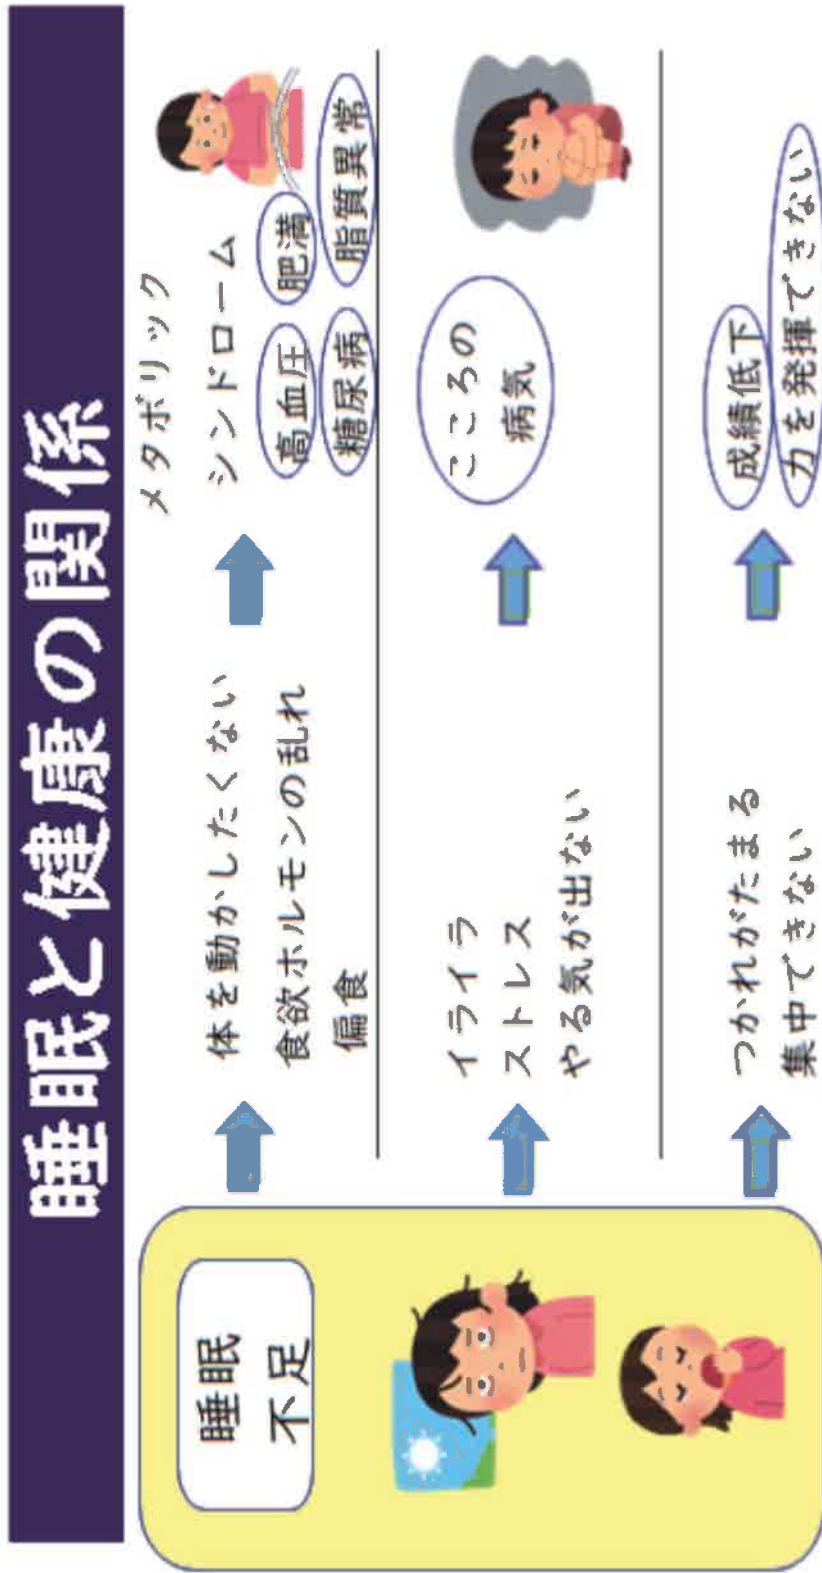 睡眠と健康の関係
睡眠
不足
体を動かしたくない
食欲ホルモンの乱れ
偏食
メタボリック
シンドローム
高血圧 肥満
糖尿病 脂質異常
イライラ
ストレス
やる気が出ない
こころの
病気
つかれがたまる
集中できない
成績低下
力を発揮できない